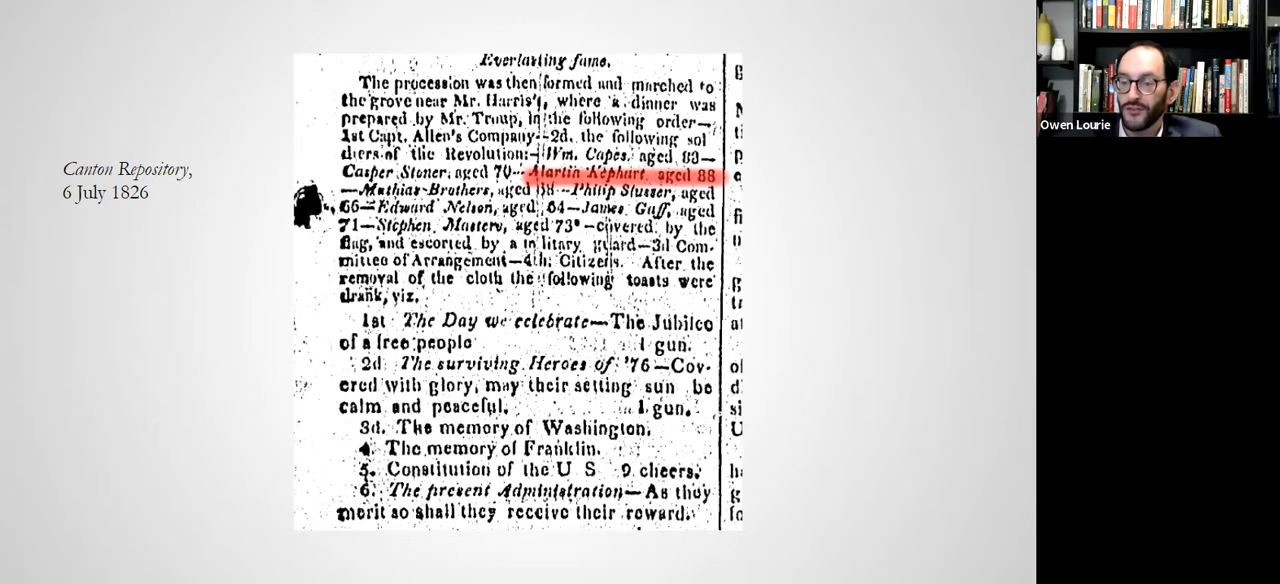 Canton Repository,
6 July 1826
Everlasting fame.
The procession was then formed and marched to
the grove near Mr. Harris's, where a dinner was
prepared by Mr. Troup, in the following order—
1st Capt. Allen's Company—2d. the following sol
diers of the Revolution:—Wm. Capes, aged
Casper Stoner, aged 70—Martin Kephart, aged 88
—Mathias Brothers, aged —Philip Slusser, aged
66—Edward Nelson, aged 64—James Guff, aged
71—Stephen Masters, aged 73—covered by the
flag, and escorted by a military guard—3d Com-
mittee of Arrangement—4th. Citizens. After the
removal of the cloth the following toasts were
drank, viz.
1st The Day we celebrate—The Jubilee
of a free people 1 gun.
2d The surviving Heroes of '76—Cov-
ered with glory, may their setting sun be
calm and peaceful. 1 gun.
3d. The memory of Washington.
4. The memory of Franklin.
5. Constitution of the U S 9 cheers.
6. The present Administration—As they
merit so shall they receive their reward.
Owen Lourie